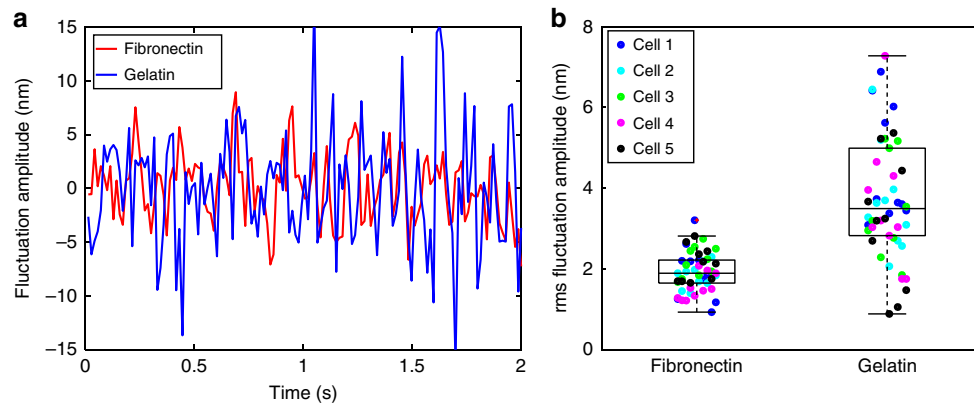 a
Fluctuation amplitude (nm)
15
10
5
0
−5
−10
−15
Fibronectin
Gelatin
0
0.5
1
1.5
2
Time (s)
b
rms fluctuation amplitude (nm)
8
6
4
2
0
Cell 1
Cell 2
Cell 3
Cell 4
Cell 5
Fibronectin
Gelatin